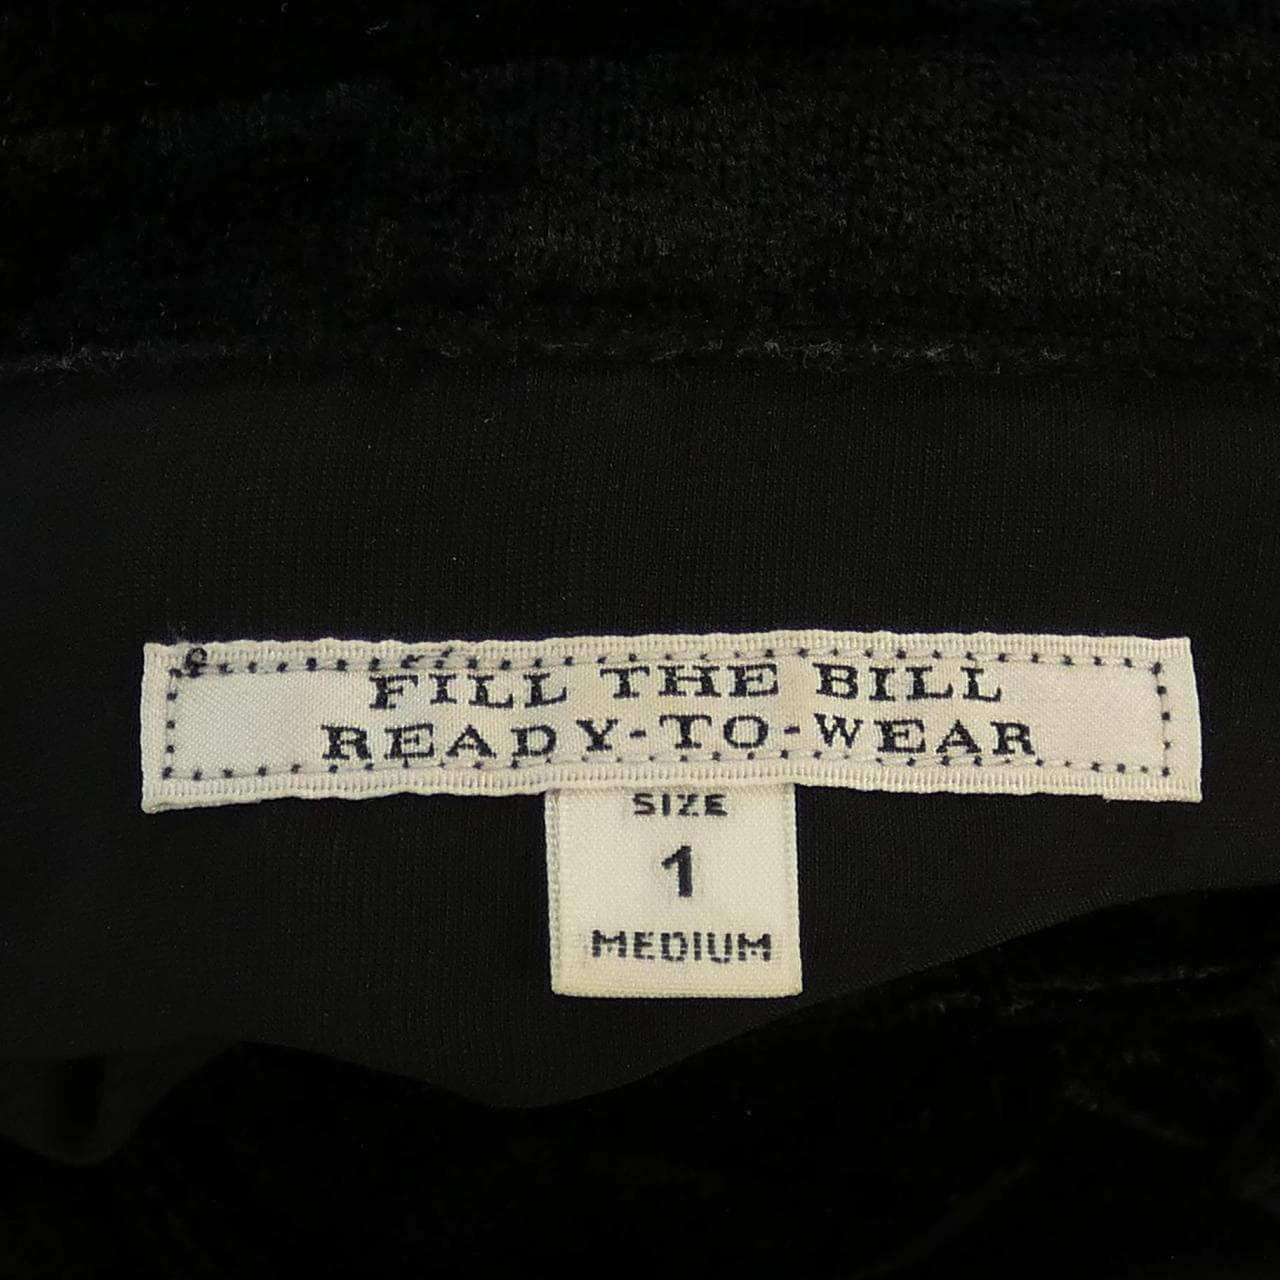 FILL THE BILL
READY-TO-WEAR
SIZE
1
MEDIUM